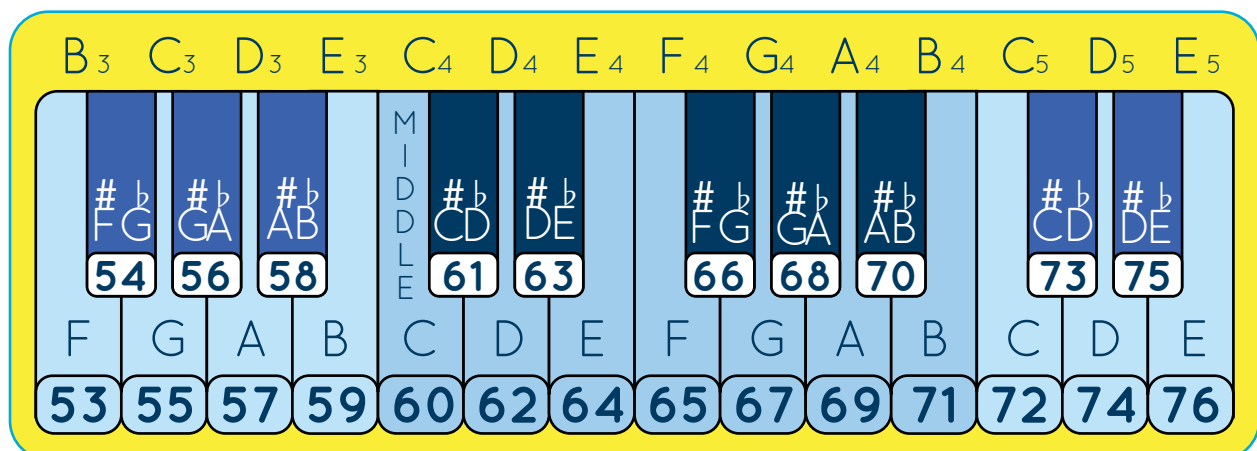 B3 C3 D3 E3 C4 D4 E4 F4 G4 A4 B4 C5 D5 E5
MIDDLE
# b # b # b # b # b # b # b # b # b # b
FG GA AB CD DE FG GA AB CD DE
54 56 58 61 63 66 68 70 73 75
F G A B C D E F G A B C D E
53 55 57 59 60 62 64 65 67 69 71 72 74 76